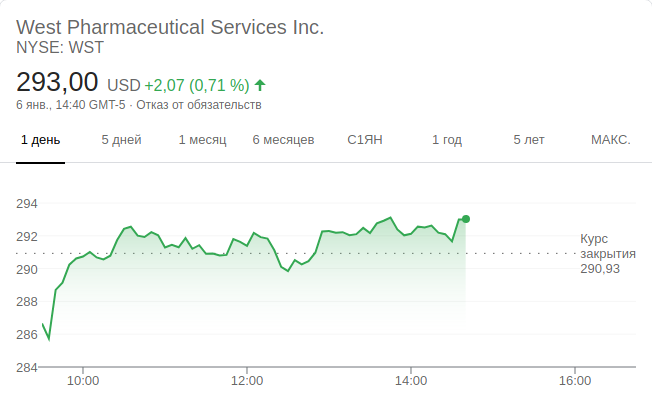 West Pharmaceutical Services Inc.
NYSE: WST
293,00 USD +2,07 (0,71 %)
6 янв., 14:40 GMT-5 · Отказ от обязательств
1 день 5 дней 1 месяц 6 месяцев С1ЯН 1 год 5 лет МАКС.
294
292
290
288
286
284
Курс
закрытия
290,93
10:00 12:00 14:00 16:00